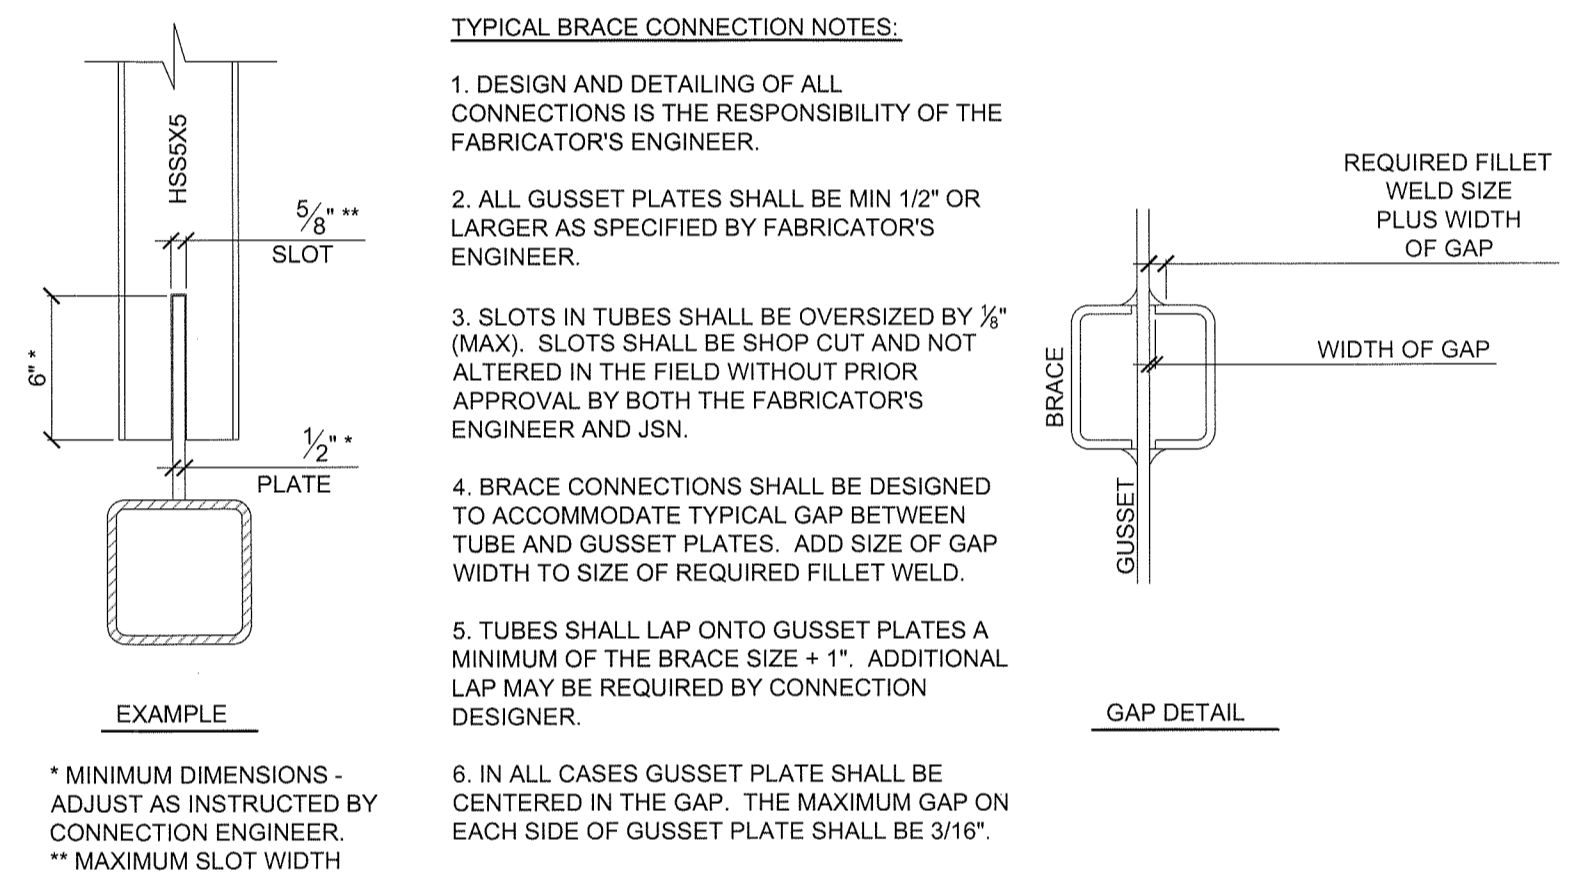 HSS5X5
5/8" **
SLOT
6" *
1/2" *
PLATE
EXAMPLE
* MINIMUM DIMENSIONS -
ADJUST AS INSTRUCTED BY
CONNECTION ENGINEER.
** MAXIMUM SLOT WIDTH
TYPICAL BRACE CONNECTION NOTES:
1. DESIGN AND DETAILING OF ALL
CONNECTIONS IS THE RESPONSIBILITY OF THE
FABRICATOR'S ENGINEER.
2. ALL GUSSET PLATES SHALL BE MIN 1/2" OR
LARGER AS SPECIFIED BY FABRICATOR'S
ENGINEER.
3. SLOTS IN TUBES SHALL BE OVERSIZED BY 1/8"
(MAX). SLOTS SHALL BE SHOP CUT AND NOT
ALTERED IN THE FIELD WITHOUT PRIOR
APPROVAL BY BOTH THE FABRICATOR'S
ENGINEER AND JSN.
4. BRACE CONNECTIONS SHALL BE DESIGNED
TO ACCOMMODATE TYPICAL GAP BETWEEN
TUBE AND GUSSET PLATES. ADD SIZE OF GAP
WIDTH TO SIZE OF REQUIRED FILLET WELD.
5. TUBES SHALL LAP ONTO GUSSET PLATES A
MINIMUM OF THE BRACE SIZE + 1". ADDITIONAL
LAP MAY BE REQUIRED BY CONNECTION
DESIGNER.
6. IN ALL CASES GUSSET PLATE SHALL BE
CENTERED IN THE GAP. THE MAXIMUM GAP ON
EACH SIDE OF GUSSET PLATE SHALL BE 3/16".
REQUIRED FILLET
WELD SIZE
PLUS WIDTH
OF GAP
WIDTH OF GAP
BRACE
GUSSET
GAP DETAIL